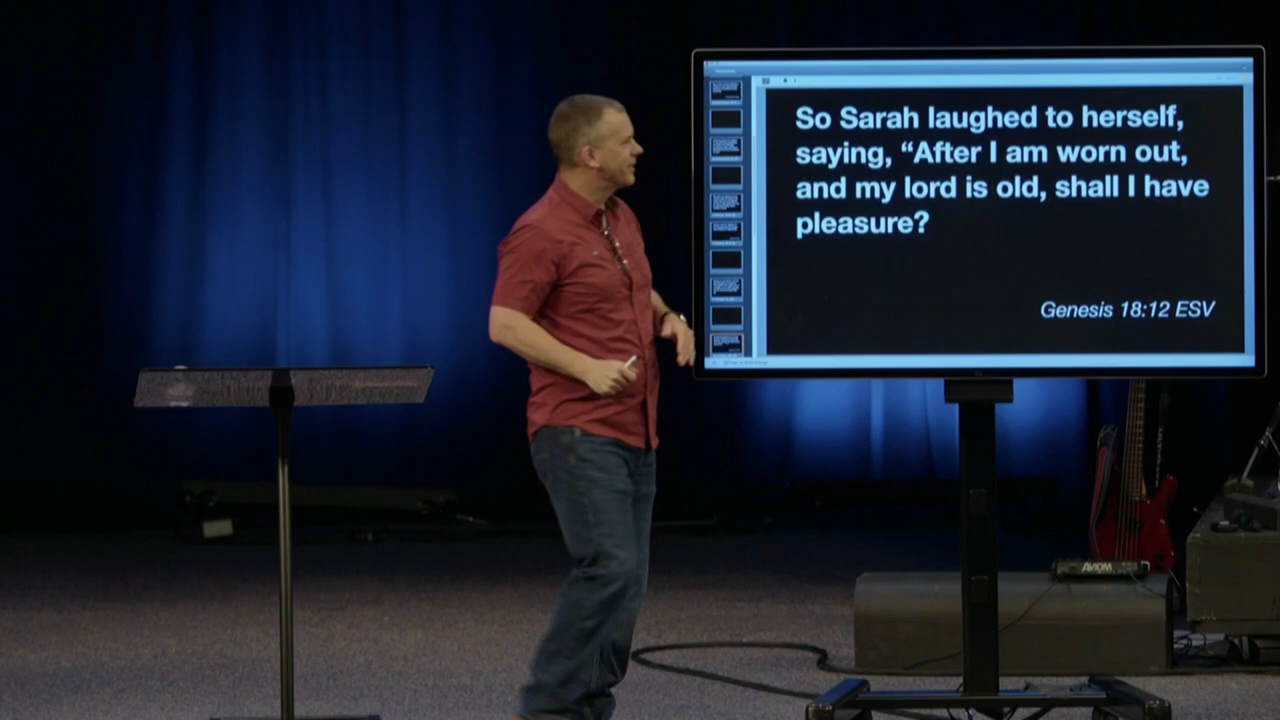 So Sarah laughed to herself,
saying, “After I am worn out,
and my lord is old, shall I have
pleasure?
Genesis 18:12 ESV
AVIOM